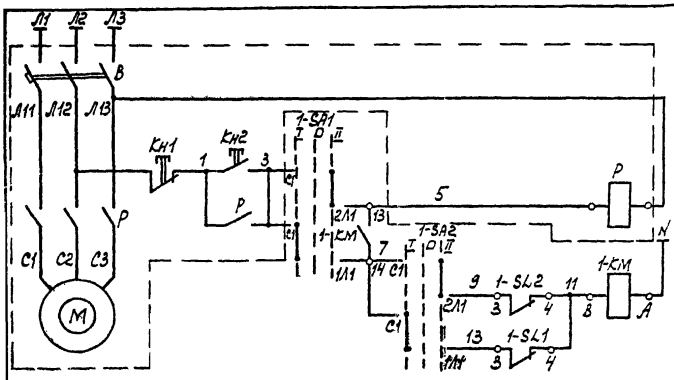 Л1 Л2 Л3
В
Л11 Л12 Л13
1-SA1
I 0 II
Кн1 1 Кн2 3 С1
Р
2Л1 13 5 Р
Р С1 1-КМ
1-SA2
I 0 II
N
С1 С2 С3
1Л1 14 7 С1
2Л1 9 3 1-SL2 4 11 В 1-КМ А
М
С1
1Л1 13 3 1-SL1 4